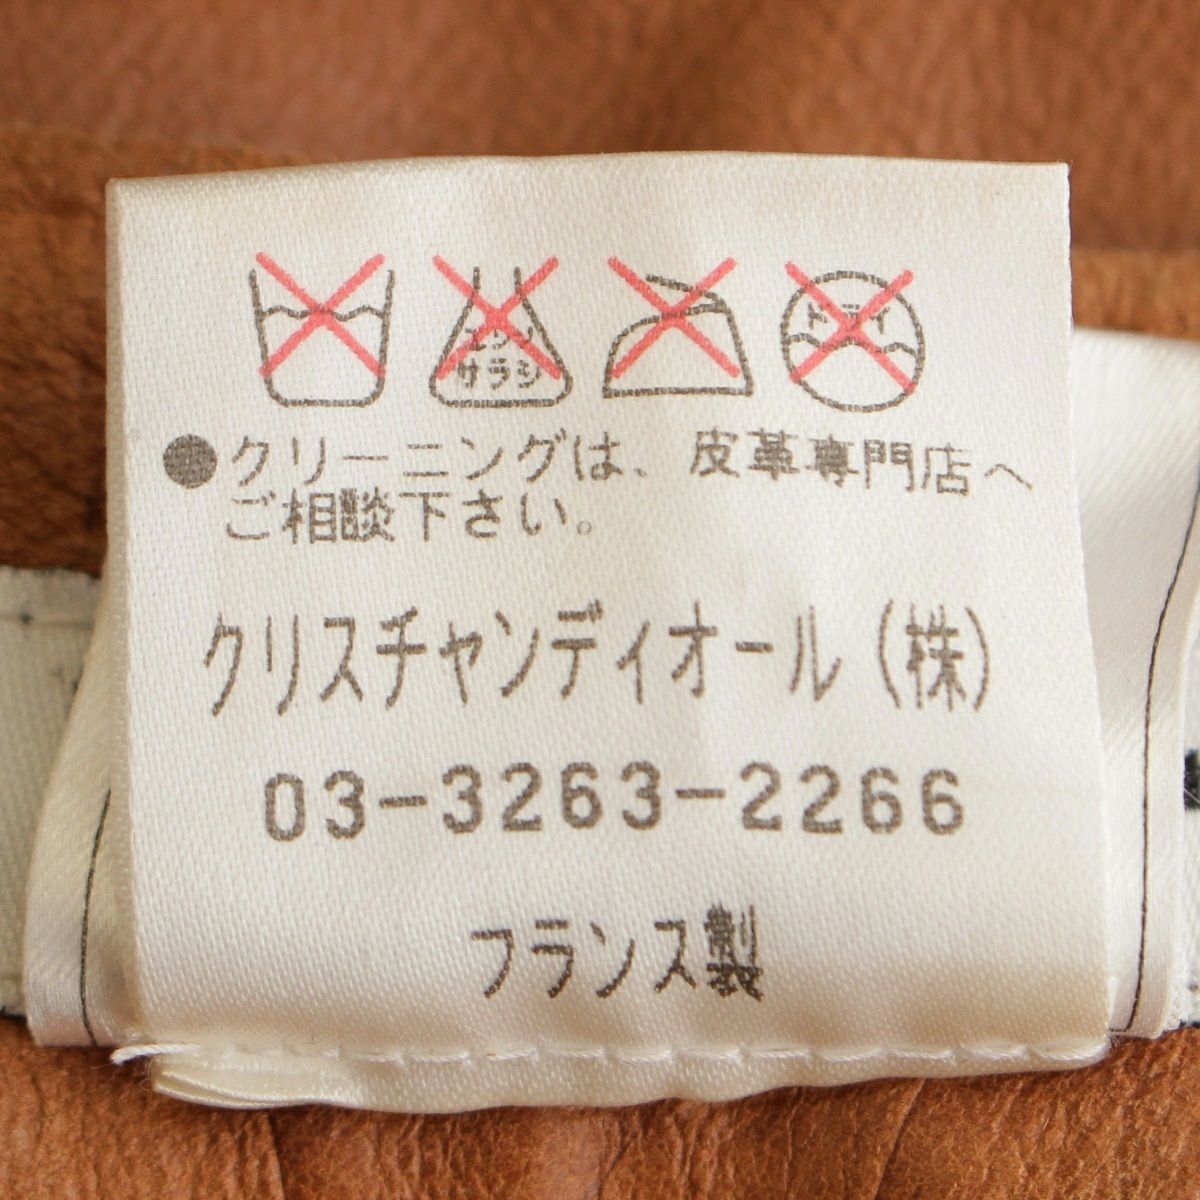 エンソ
サラシ
ドライ
●クリーニングは、皮革専門店へ
ご相談下さい。
クリスチャンディオール(株)
03-3263-2266
フランス製